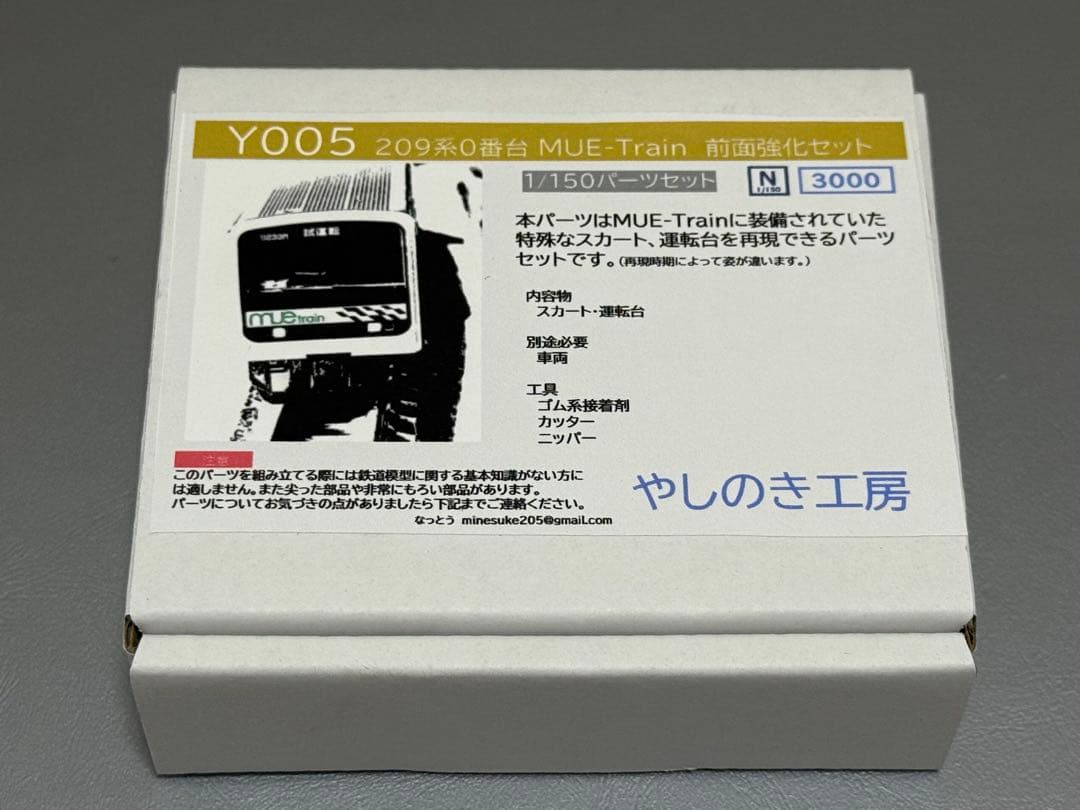 Y005 209系0番台 MUE-Train 前面強化セット
1/150パーツセット
N
1/150
3000
本パーツはMUE-Trainに装備されていた
特殊なスカート、運転台を再現できるパーツ
セットです。(再現時期によって姿が違います。)
試運転
mue train
内容物
スカート・運転台
別途必要
車両
工具
ゴム系接着剤
カッター
ニッパー
注意
このパーツを組み立てる際には鉄道模型に関する基本知識がない方に
は適しません。また尖った部品や非常にもろい部品があります。
パーツについてお気づきの点がありましたら下記までご連絡ください。
なっとう minesuke205@gmail.com
やしのき工房